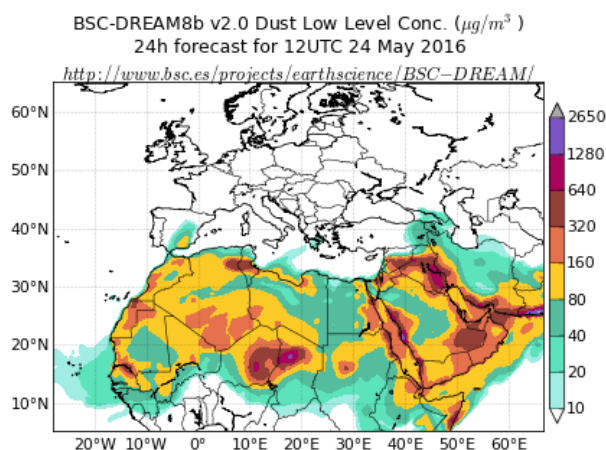 BSC-DREAM8b v2.0 Dust Low Level Conc. (μg/m³ )
24h forecast for 12UTC 24 May 2016
http://www.bsc.es/projects/earthscience/BSC−DREAM/
60°N
50°N
40°N
30°N
20°N
10°N
20°W 10°W 0° 10°E 20°E 30°E 40°E 50°E 60°E
2650
1280
640
320
160
80
40
20
10